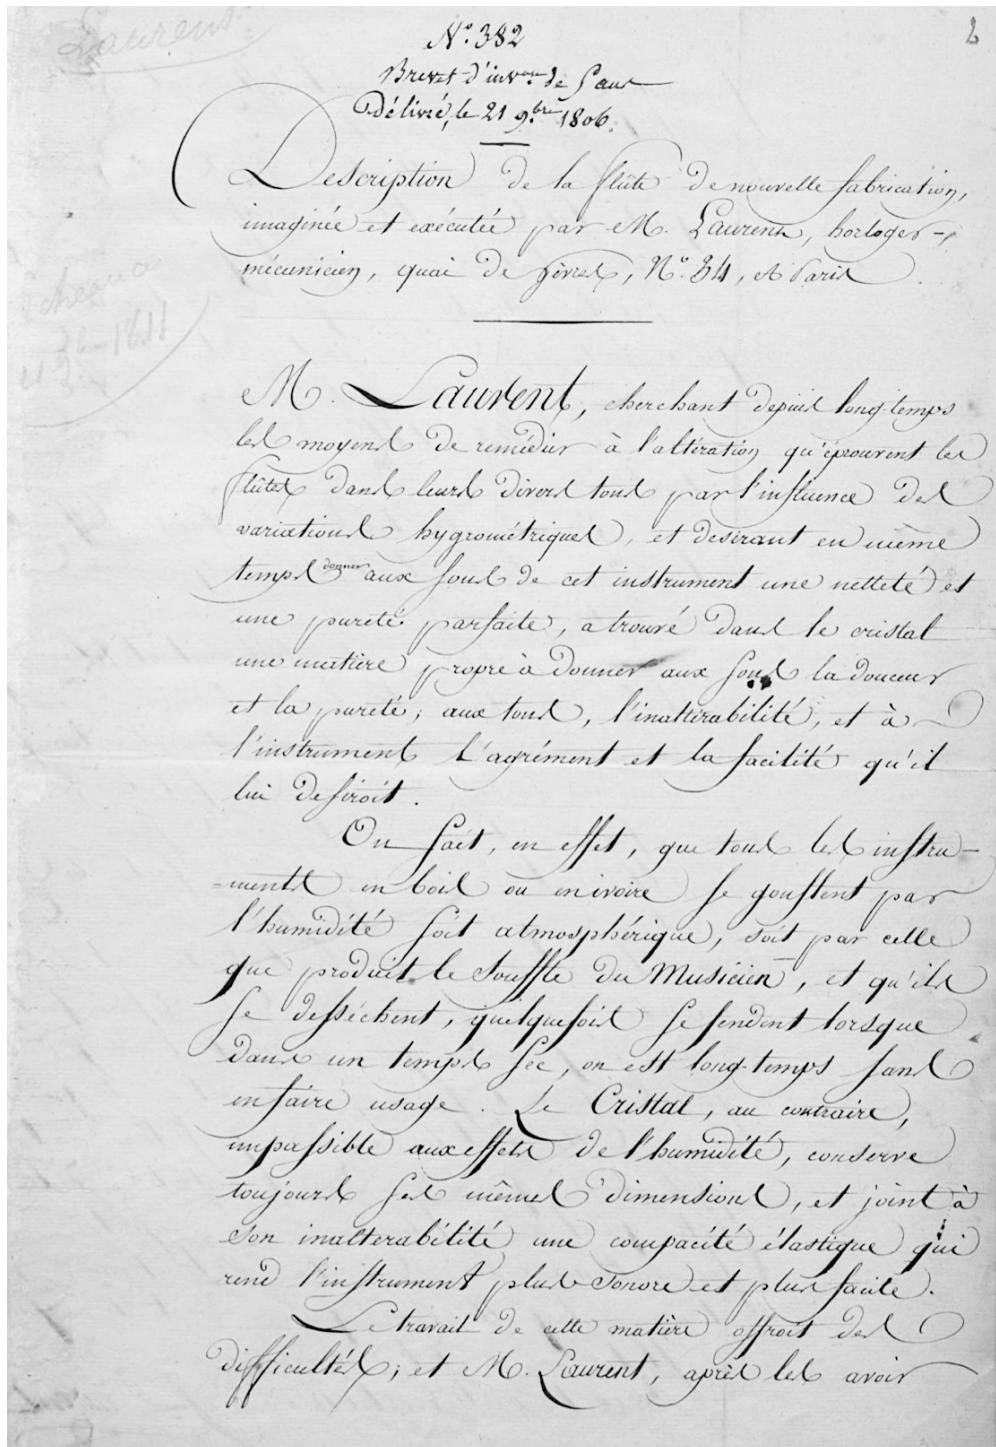 Laurent
2
N.º 382
Brevet d'inv.on de 5 ans
Délivré, le 21 9.bre 1806.
Description de la flûte de nouvelle fabrication,
imaginée et exécutée par M. Laurent, horloger-
mécanicien, quai de Gêvres, N.º 34, à Paris
M. Laurent, cherchant depuis long-temps
les moyens de remédier à l'altération qu'éprouvent les
flûtes dans leurs divers tons par l'influence des
variations hygrométriques, et desirant en même
temps donner aux sons de cet instrument une netteté et
une pureté parfaite, a trouvé dans le cristal
une matière propre à donner aux sons la douceur
et la pureté; aux tons, l'inaltérabilité, et à
l'instrument l'agrément et la facilité qu'il
lui desiroit.
On sait, en effet, que tous les instru-
-ments en bois ou en ivoire se gonflent par
l'humidité soit atmosphérique, soit par celle
que produit le souffle du Musicien, et qu'ils
se dessèchent, quelquefois se fendent lorsque
dans un temps sec, on est long-temps sans
en faire usage. Le Cristal, au contraire,
impassible aux effets de l'humidité, conserve
toujours ses mêmes dimensions, et joint à
son inalterabilité une compacité élastique qui
rend l'instrument plus sonore et plus facile.
Le travail de cette matière offroit des
difficultés; et M. Laurent, après les avoir